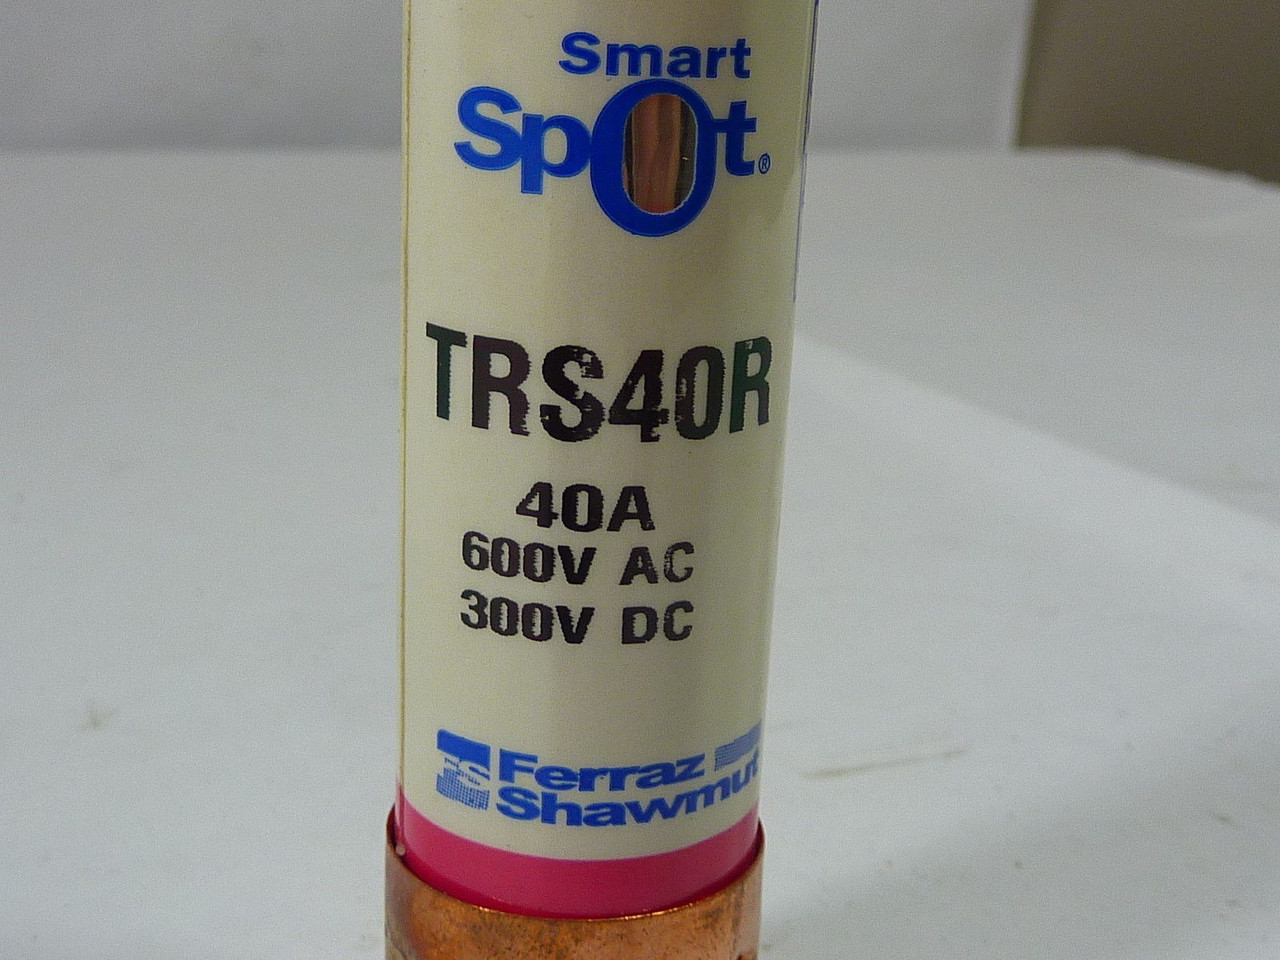 Smart
SpOt®
TRS40R
40A
600V AC
300V DC
Ferraz
Shawmut